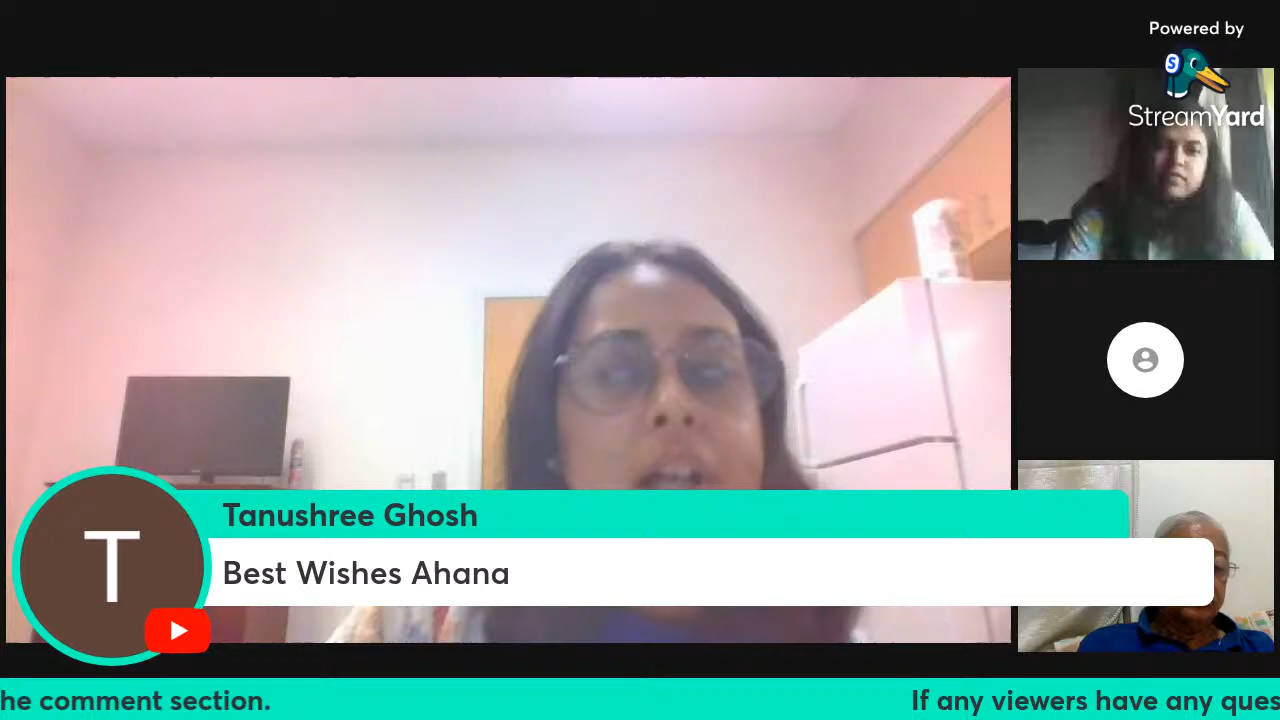 Powered by
StreamYard
T
Tanushree Ghosh
Best Wishes Ahana
he comment section.
If any viewers have any ques